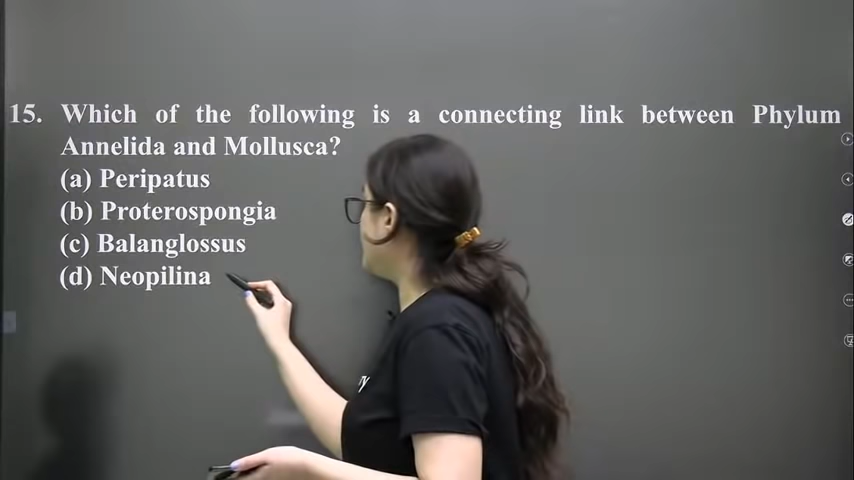 15. Which of the following is a connecting link between Phylum
Annelida and Mollusca?
(a) Peripatus
(b) Proterospongia
(c) Balanglossus
(d) Neopilina